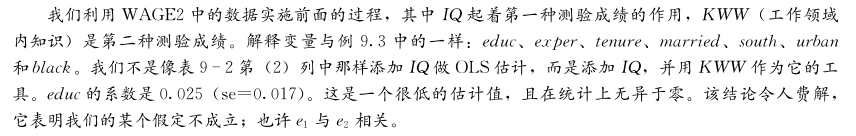 我们利用 WAGE2 中的数据实施前面的过程，其中 IQ 起着第一种测验成绩的作用，KWW（工作领域
内知识）是第二种测验成绩。解释变量与例 9.3 中的一样：educ、exper、tenure、married、south、urban
和 black。我们不是像表 9-2 第（2）列中那样添加 IQ 做 OLS 估计，而是添加 IQ，并用 KWW 作为它的工
具。educ 的系数是 0.025（se=0.017）。这是一个很低的估计值，且在统计上无异于零。该结论令人费解，
它表明我们的某个假定不成立；也许 e₁ 与 e₂ 相关。